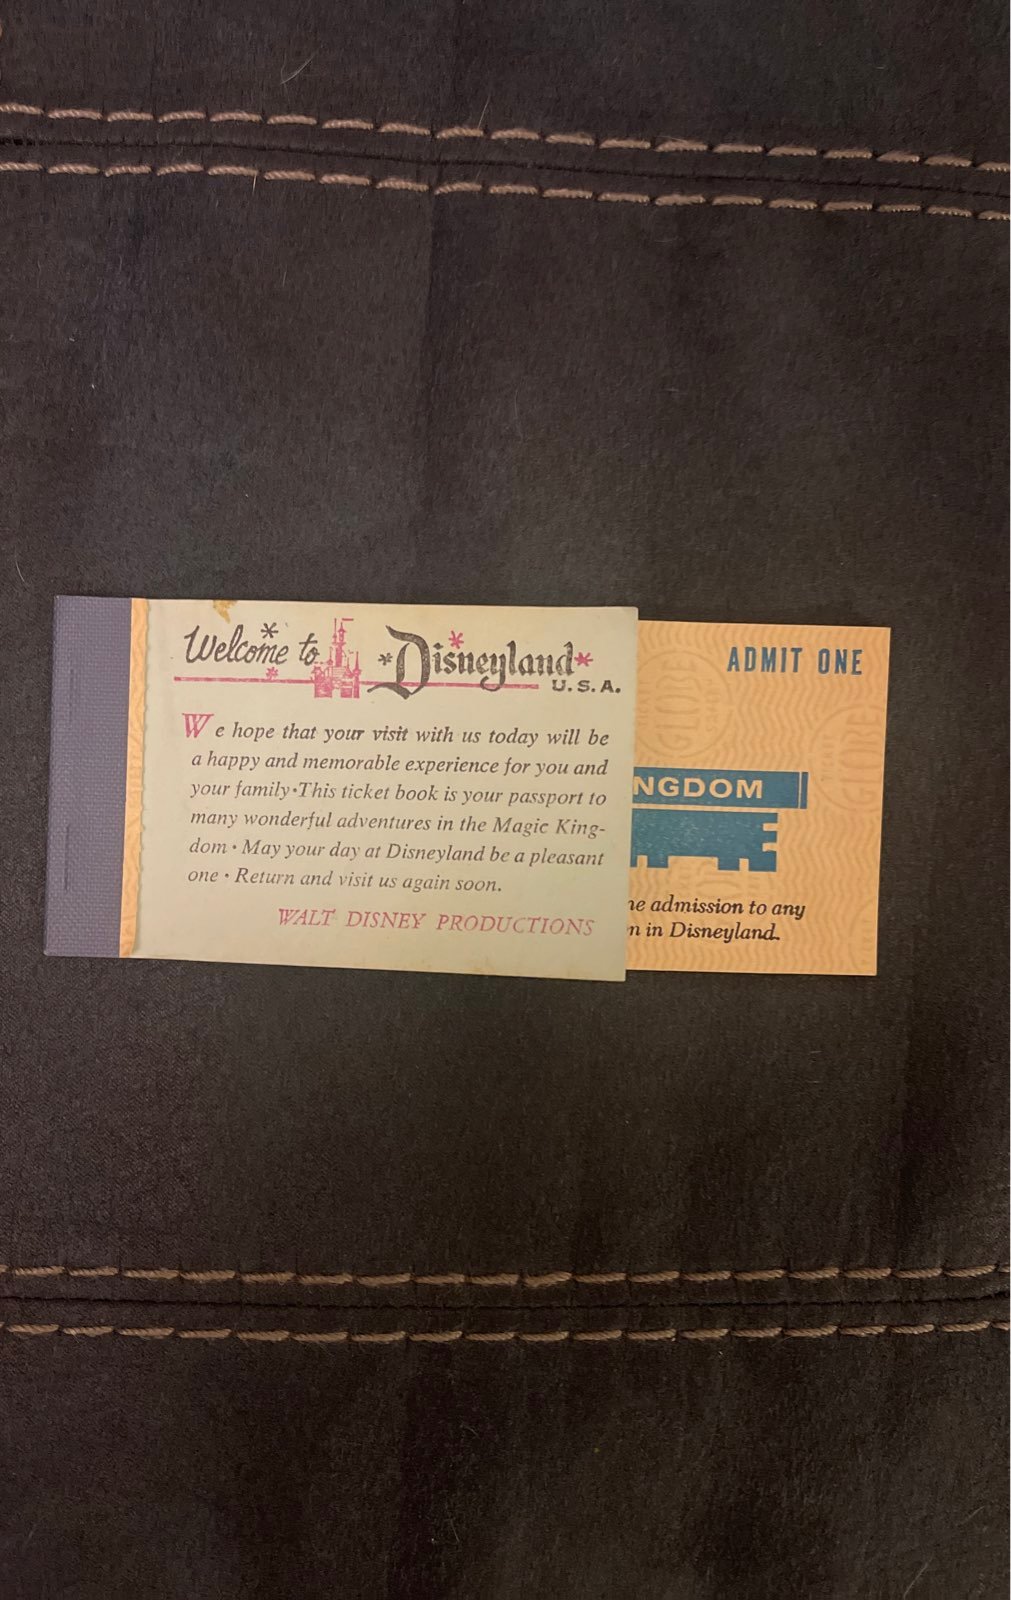 Welcome to Disneyland
U.S.A.
We hope that your visit with us today will be
a happy and memorable experience for you and
your family • This ticket book is your passport to
many wonderful adventures in the Magic King-
dom • May your day at Disneyland be a pleasant
one • Return and visit us again soon.
WALT DISNEY PRODUCTIONS
ADMIT ONE
NGDOM
ne admission to any
n in Disneyland.